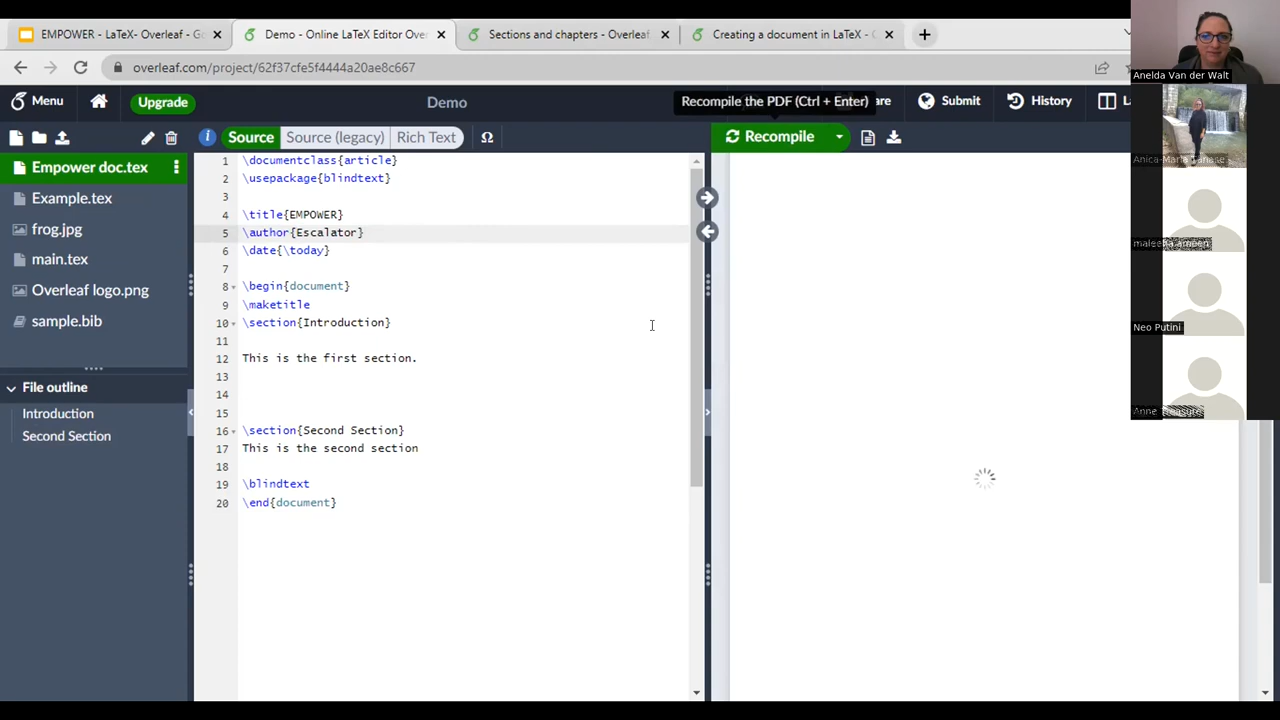 EMPOWER - LaTeX- Overleaf - Go
Demo - Online LaTeX Editor Over
Sections and chapters - Overleaf,
Creating a document in LaTeX -
overleaf.com/project/62f37cfe5f4444a20ae8c667
Menu
Upgrade
Demo
Recompile the PDF (Ctrl + Enter)
are
Submit
History
La
Source
Source (legacy)
Rich Text
Ω
Recompile
Empower doc.tex
Example.tex
frog.jpg
main.tex
Overleaf logo.png
sample.bib
File outline
Introduction
Second Section
1 \documentclass{article}
2 \usepackage{blindtext}
3
4 \title{EMPOWER}
5 \author{Escalator}
6 \date{\today}
7
8 \begin{document}
9 \maketitle
10 \section{Introduction}
11
12 This is the first section.
13
14
15
16 \section{Second Section}
17 This is the second section
18
19 \blindtext
20 \end{document}
Anelda Van der Walt
Neo Putini
Anne